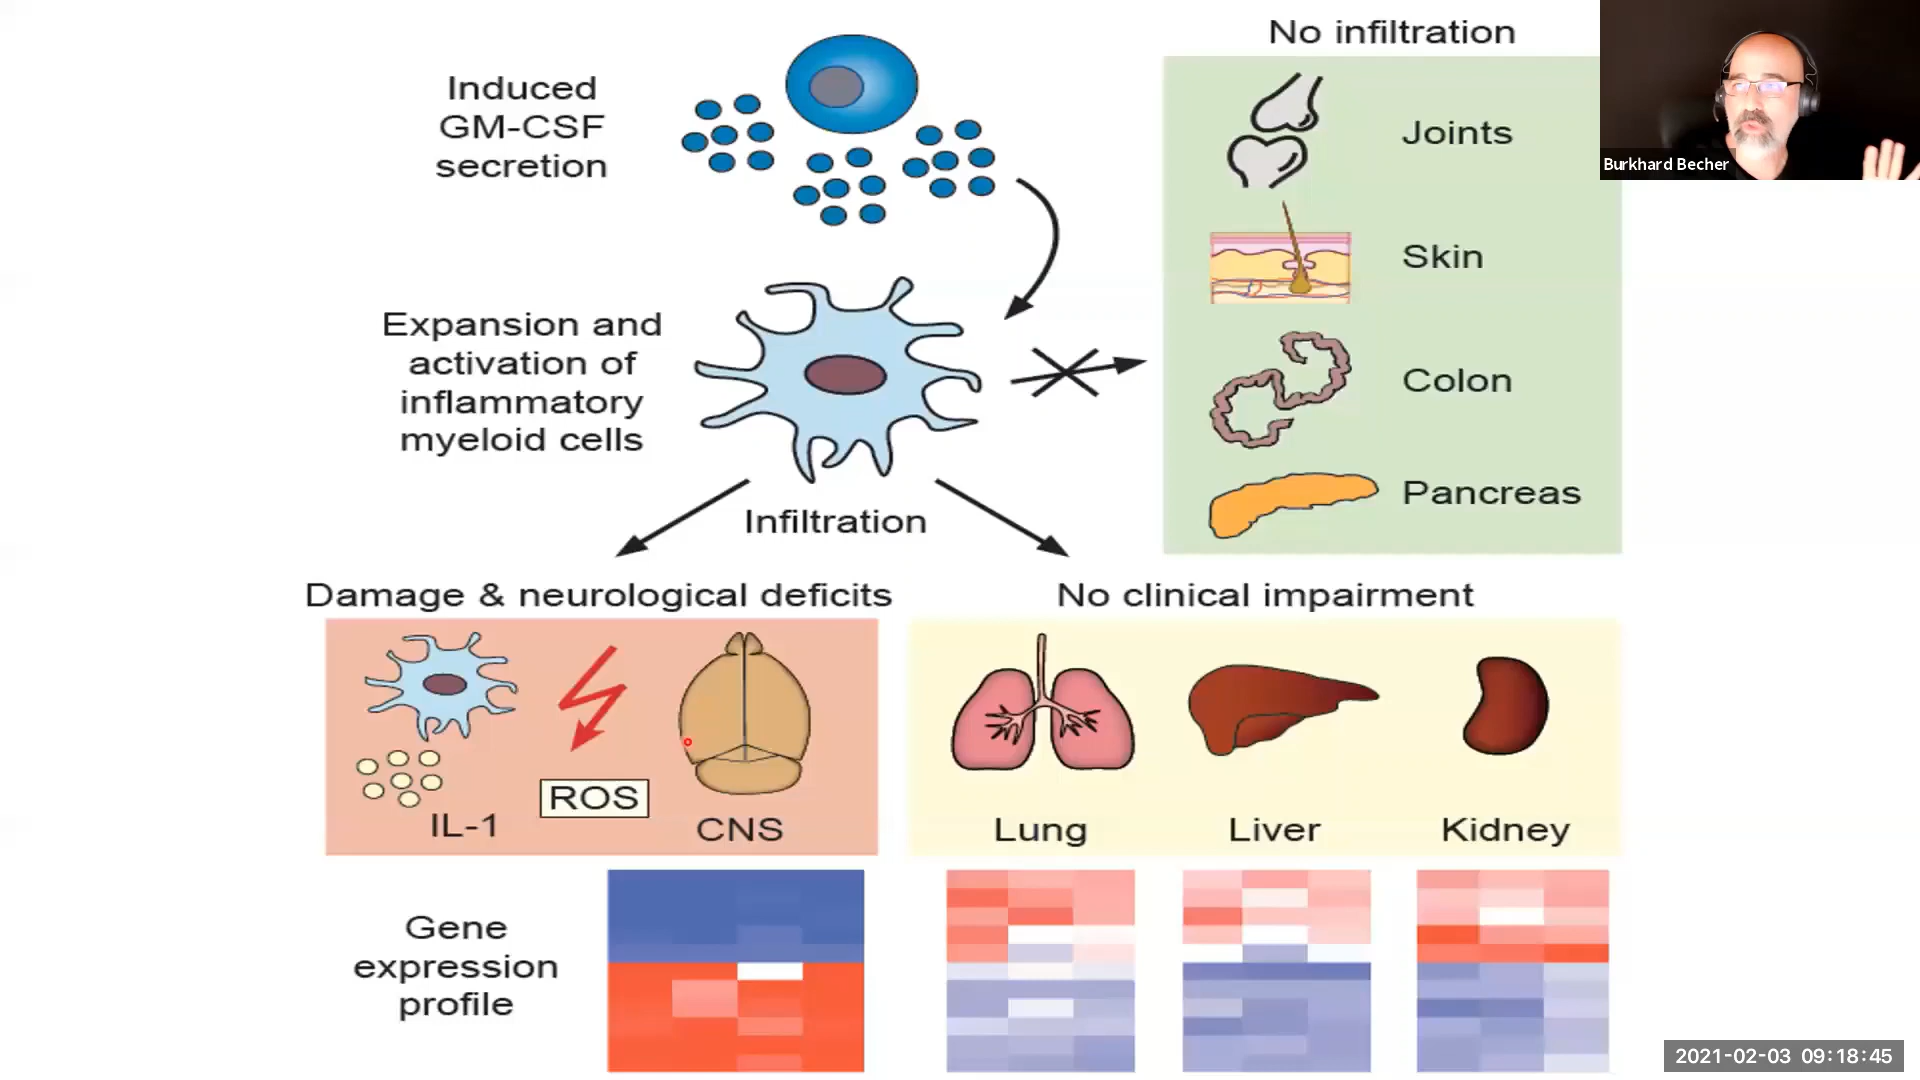 Induced
GM-CSF
secretion
No infiltration
Joints
Skin
Colon
Pancreas
Burkhard Becher
Expansion and
activation of
inflammatory
myeloid cells
Infiltration
Damage & neurological deficits
No clinical impairment
IL-1
ROS
CNS
Lung
Liver
Kidney
Gene
expression
profile
2021-02-03 09:18:45